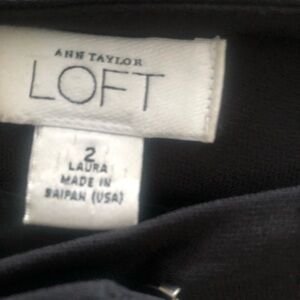 ANN TAYLOR
LOFT
2
LAURA
MADE IN
SAIPAN (USA)